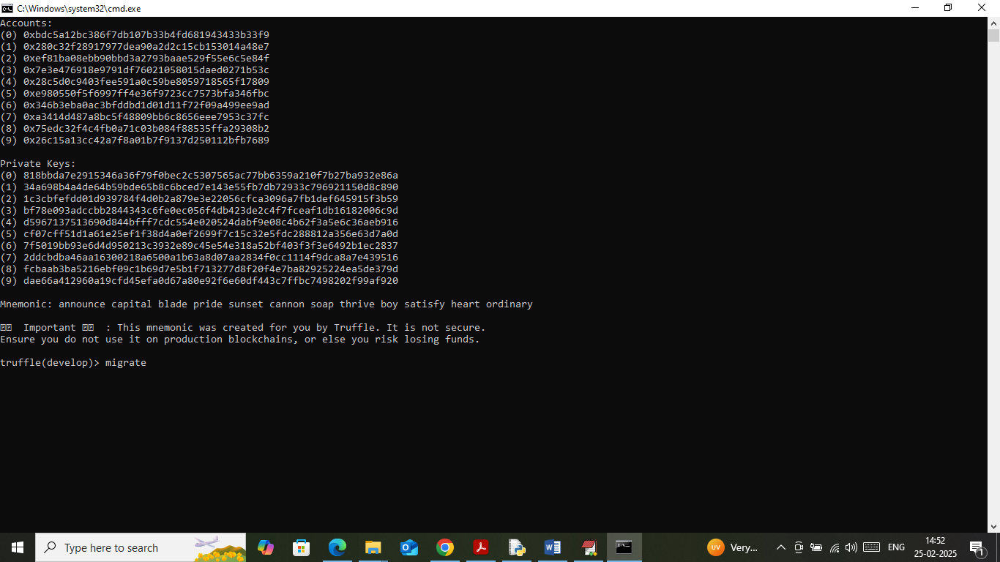 C:\Windows\system32\cmd.exe
Accounts:
(0) 0xbdc5a12bc386f7db107b33b4fd681943433b33f9
(1) 0x280c32f28917977dea90a2d2c15cb153014a48e7
(2) 0xef81ba08ebb90bbd3a2793baae529f55e6c5e84f
(3) 0x7e3e476918e9791df76021058015daed0271b53c
(4) 0x28c5d0c9403fee591a0c59be8059718565f17809
(5) 0xe980550f5f6997ff4e36f9723cc7573bfa346fbc
(6) 0x346b3eba0ac3bfddbd1d01d11f72f09a499ee9ad
(7) 0xa3414d487a8bc5f48809bb6c8656eee7953c37fc
(8) 0x75edc32f4c4fb0a71c03b084f88535ffa29308b2
(9) 0x26c15a13cc42a7f8a01b7f9137d250112bfb7689
Private Keys:
(0) 818bbda7e2915346a36f79f0bec2c5307565ac77bb6359a210f7b27ba932e86a
(1) 34a698b4a4de64b59bde65b8c6bced7e143e55fb7db72933c796921150d8c890
(2) 1c3cbfefdd01d939784f4d0b2a879e3e22056cfca3096a7fb1def645915f3b59
(3) bf78e093adccbb2844343c6fe0ec056f4db423de2c4f7fceaf1db16182006c9d
(4) d5967137513690d844bfff7cdc554e020524dabf9e08c4b62f3a5e6c36aeb916
(5) cf07cff51d1a61e25ef1f38d4a0ef2699f7c15c32e5fdc288812a356e63d7a0d
(6) 7f5019bb93e6d4d950213c3932e89c45e54e318a52bf403f3f3e6492b1ec2837
(7) 2ddcbdba46aa16300218a6500a1b63a8d07aa2834f0cc1114f9dca8a7e439516
(8) fcbaab3ba5216ebf09c1b69d7e5b1f713277d8f20f4e7ba82925224ea5de379d
(9) dae66a412960a19cfd45efa0d67a80e92f6e60df443c7ffbc7498202f99af920
Mnemonic: announce capital blade pride sunset cannon soap thrive boy satisfy heart ordinary
Important : This mnemonic was created for you by Truffle. It is not secure.
Ensure you do not use it on production blockchains, or else you risk losing funds.
truffle(develop)> migrate
Type here to search
UV
Very...
ENG
14:52
25-02-2025
1